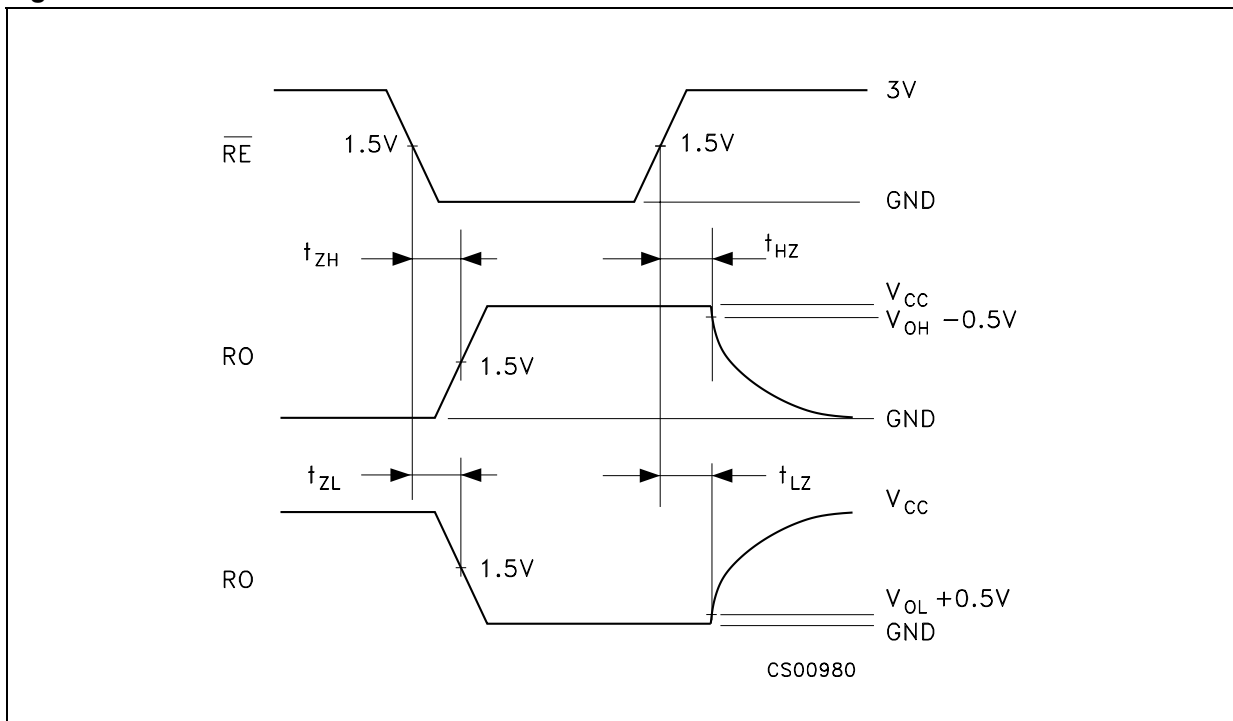 3V
RE
1.5V
1.5V
GND
tZH
tHZ
VCC
VOH -0.5V
RO
1.5V
GND
tZL
tLZ
VCC
RO
1.5V
VOL +0.5V
GND
CS00980